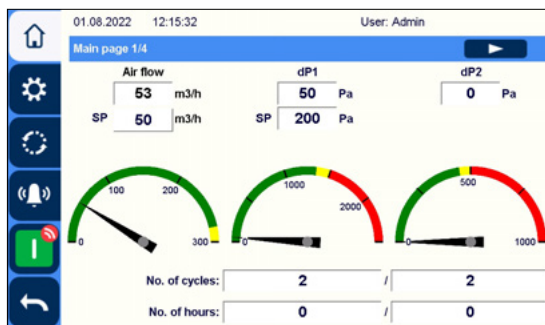 01.08.2022 12:15:32 User: Admin
Main page 1/4
Air flow dP1 dP2
53 m3/h 50 Pa 0 Pa
SP 50 m3/h SP 200 Pa
100 200 1000 2000 500
0 300 0 0 1000
No. of cycles: 2 / 2
No. of hours: 0 / 0